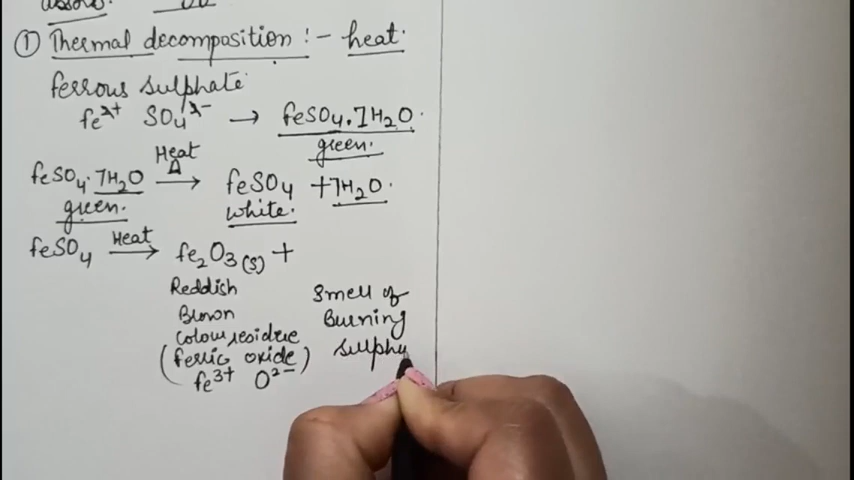 ① Thermal decomposition :- heat.
ferrous sulphate
fe²⁺ SO₄²⁻ → feSO₄.7H₂O.
green.
feSO₄.7H₂O Heat Δ → feSO₄ + 7H₂O.
green. white.
feSO₄ Heat → fe₂O₃(s) +
Reddish Smell of
Brown Burning
colour residue sulphu
(ferric oxide)
fe³⁺ O²⁻